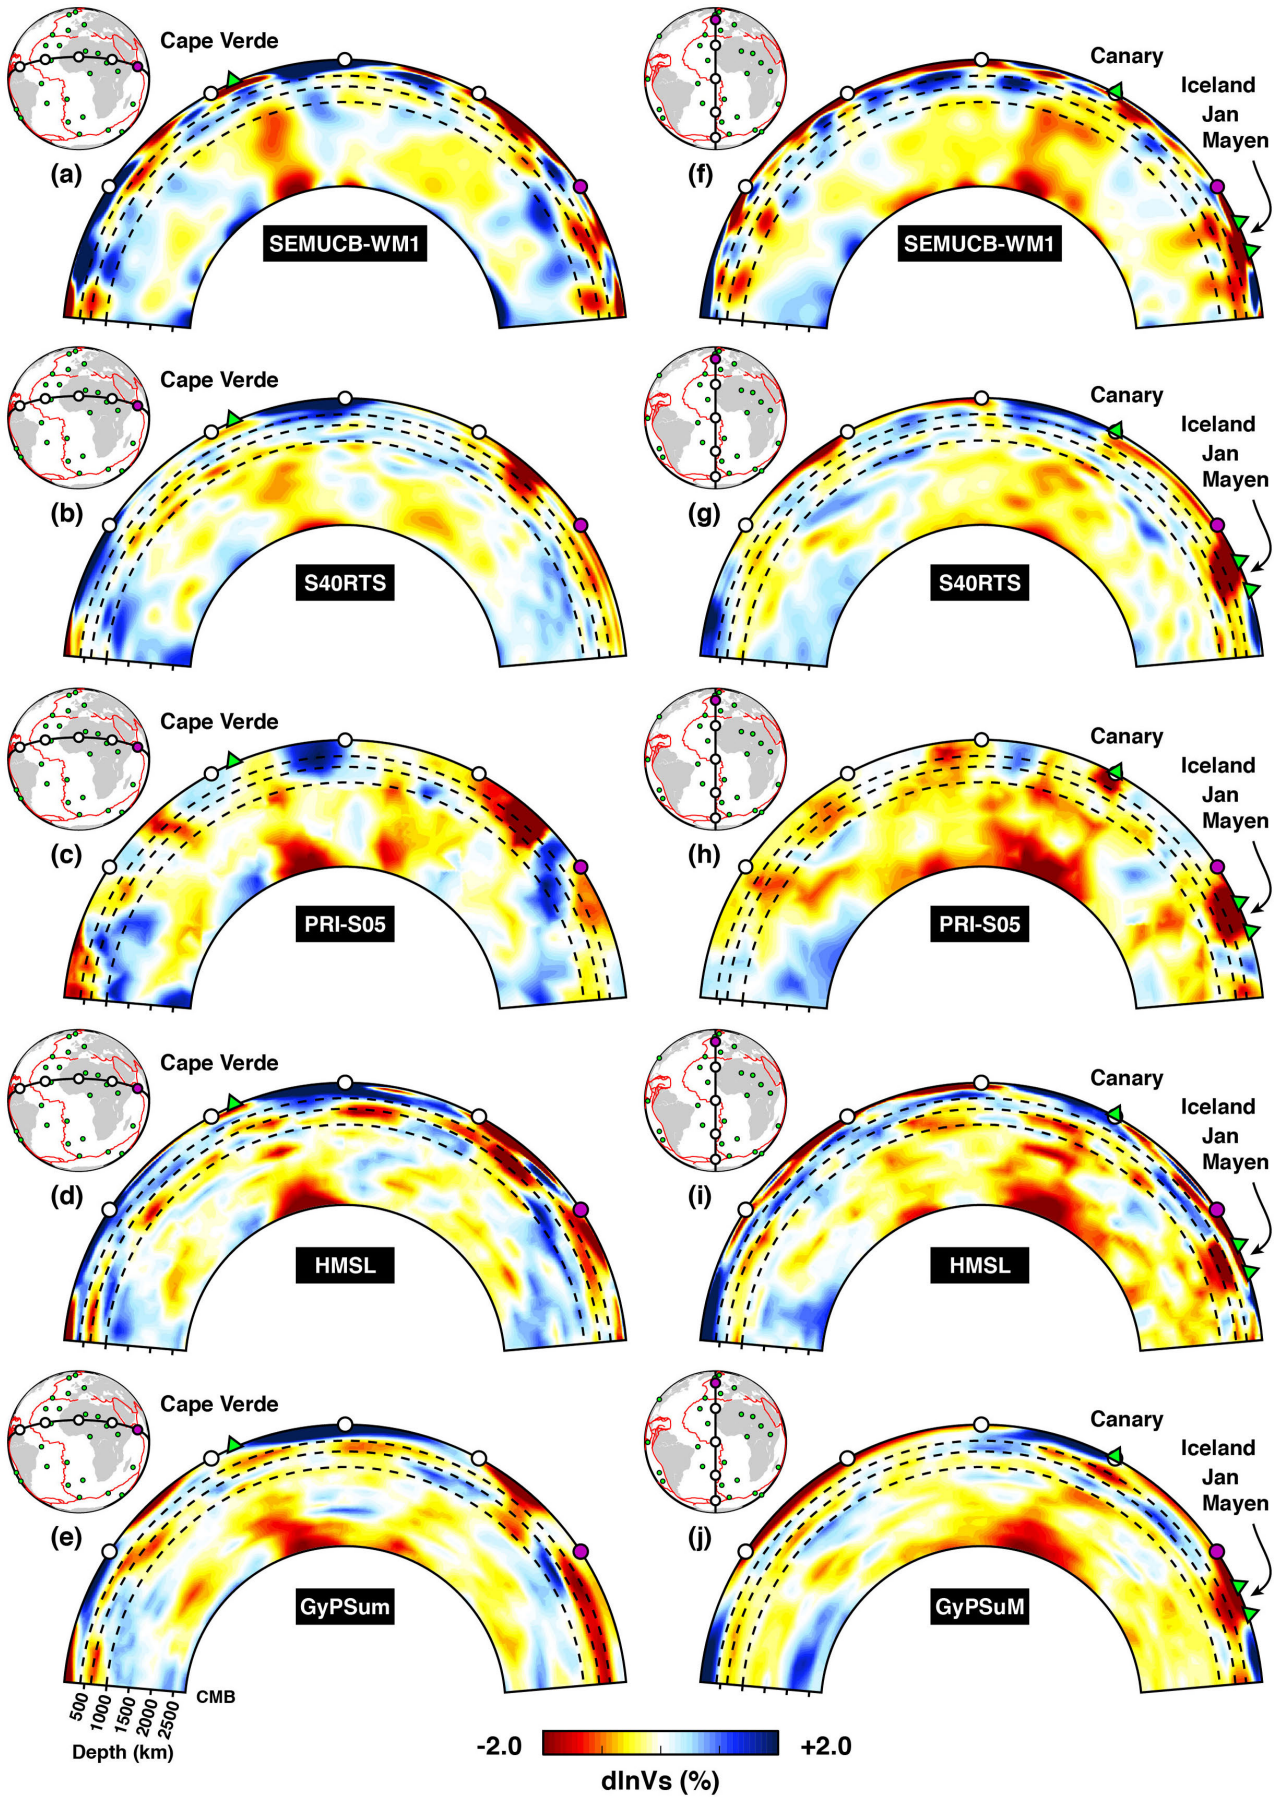 Cape Verde
(a)
SEMUCB-WM1
Canary
Iceland
Jan
Mayen
(f)
SEMUCB-WM1
Cape Verde
(b)
S40RTS
Canary
Iceland
Jan
Mayen
(g)
S40RTS
Cape Verde
(c)
PRI-S05
Canary
Iceland
Jan
Mayen
(h)
PRI-S05
Cape Verde
(d)
HMSL
Canary
Iceland
Jan
Mayen
(i)
HMSL
Cape Verde
(e)
GyPSum
CMB
500
1000
1500
2000
2500
Depth (km)
Canary
Iceland
Jan
Mayen
(j)
GyPSuM
-2.0
+2.0
dlnVs (%)